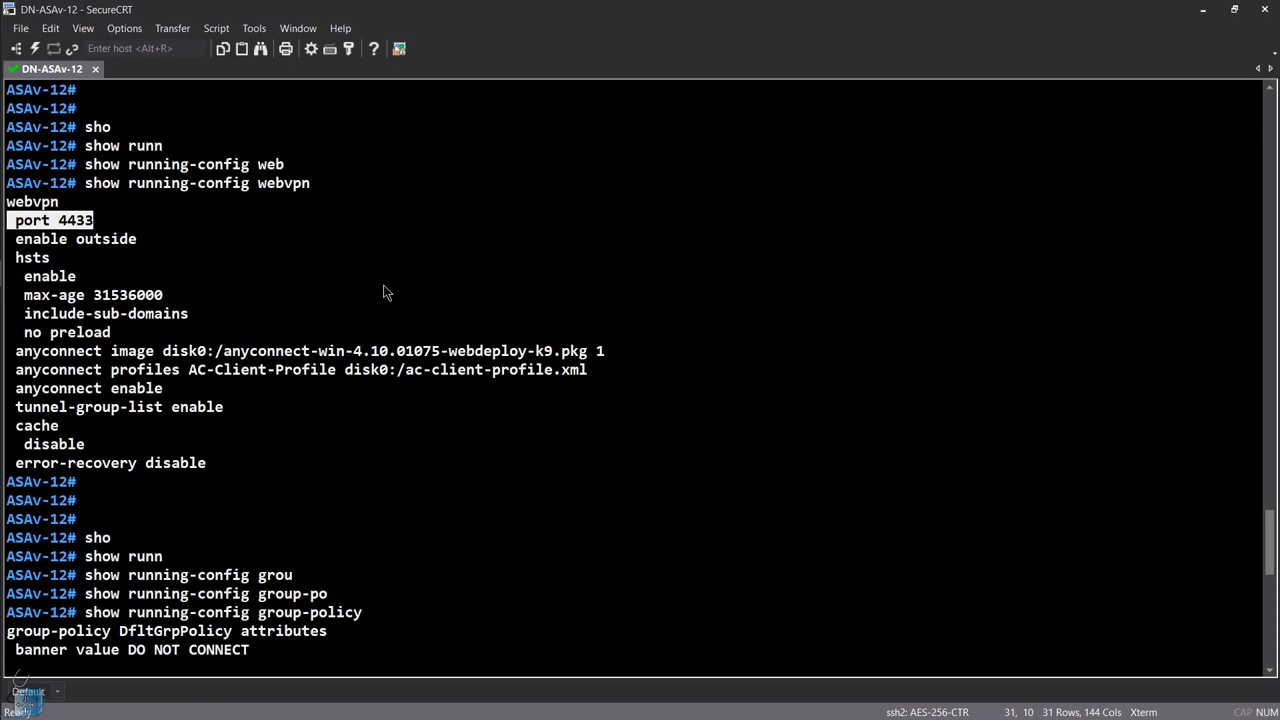 DN-ASAv-12 - SecureCRT
File Edit View Options Transfer Script Tools Window Help
Enter host <Alt+R>
DN-ASAv-12
ASAv-12#
ASAv-12#
ASAv-12# sho
ASAv-12# show runn
ASAv-12# show running-config web
ASAv-12# show running-config webvpn
webvpn
 port 4433
 enable outside
 hsts
  enable
  max-age 31536000
  include-sub-domains
  no preload
 anyconnect image disk0:/anyconnect-win-4.10.01075-webdeploy-k9.pkg 1
 anyconnect profiles AC-Client-Profile disk0:/ac-client-profile.xml
 anyconnect enable
 tunnel-group-list enable
 cache
  disable
 error-recovery disable
ASAv-12#
ASAv-12#
ASAv-12#
ASAv-12# sho
ASAv-12# show runn
ASAv-12# show running-config grou
ASAv-12# show running-config group-po
ASAv-12# show running-config group-policy
group-policy DfltGrpPolicy attributes
 banner value DO NOT CONNECT
Default
Ready ssh2: AES-256-CTR 31, 10 31 Rows, 144 Cols Xterm CAP NUM